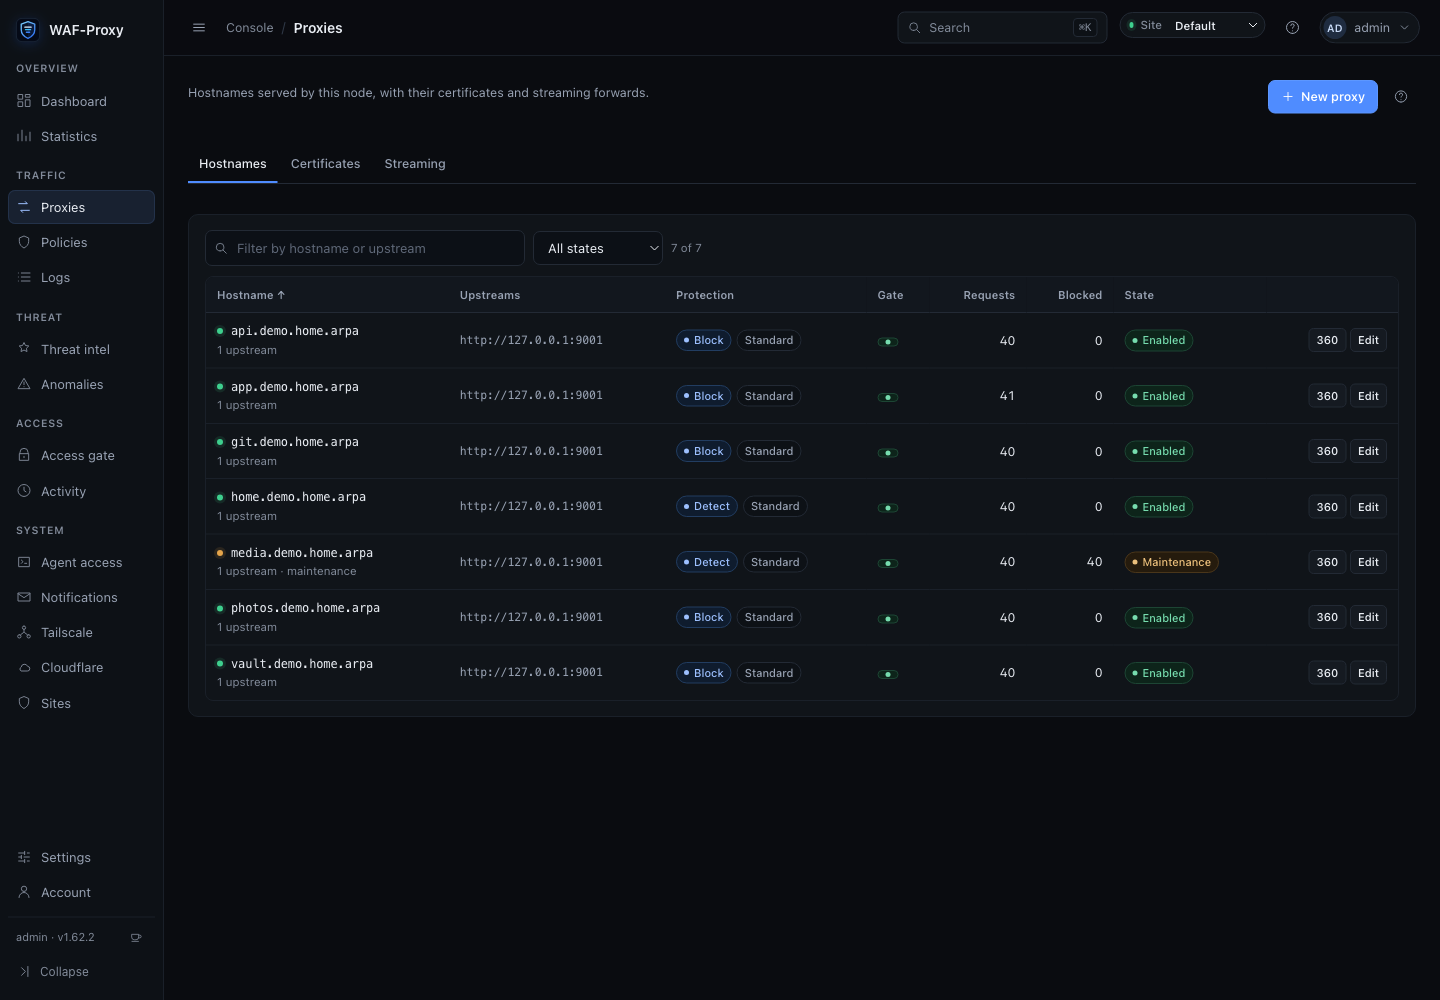 WAF-Proxy
OVERVIEW
Dashboard
Statistics
TRAFFIC
Proxies
Policies
Logs
THREAT
Threat intel
Anomalies
ACCESS
Access gate
Activity
SYSTEM
Agent access
Notifications
Tailscale
Cloudflare
Sites
Settings
Account
admin · v1.62.2
Collapse
Console / Proxies
Search ⌘K
Site Default
AD admin
Hostnames served by this node, with their certificates and streaming forwards.
+ New proxy
Hostnames Certificates Streaming
Filter by hostname or upstream All states 7 of 7
Hostname ↑ Upstreams Protection Gate Requests Blocked State
api.demo.home.arpa http://127.0.0.1:9001 Block Standard 40 0 Enabled 360 Edit
1 upstream
app.demo.home.arpa http://127.0.0.1:9001 Block Standard 41 0 Enabled 360 Edit
1 upstream
git.demo.home.arpa http://127.0.0.1:9001 Block Standard 40 0 Enabled 360 Edit
1 upstream
home.demo.home.arpa http://127.0.0.1:9001 Detect Standard 40 0 Enabled 360 Edit
1 upstream
media.demo.home.arpa http://127.0.0.1:9001 Detect Standard 40 40 Maintenance 360 Edit
1 upstream · maintenance
photos.demo.home.arpa http://127.0.0.1:9001 Block Standard 40 0 Enabled 360 Edit
1 upstream
vault.demo.home.arpa http://127.0.0.1:9001 Block Standard 40 0 Enabled 360 Edit
1 upstream